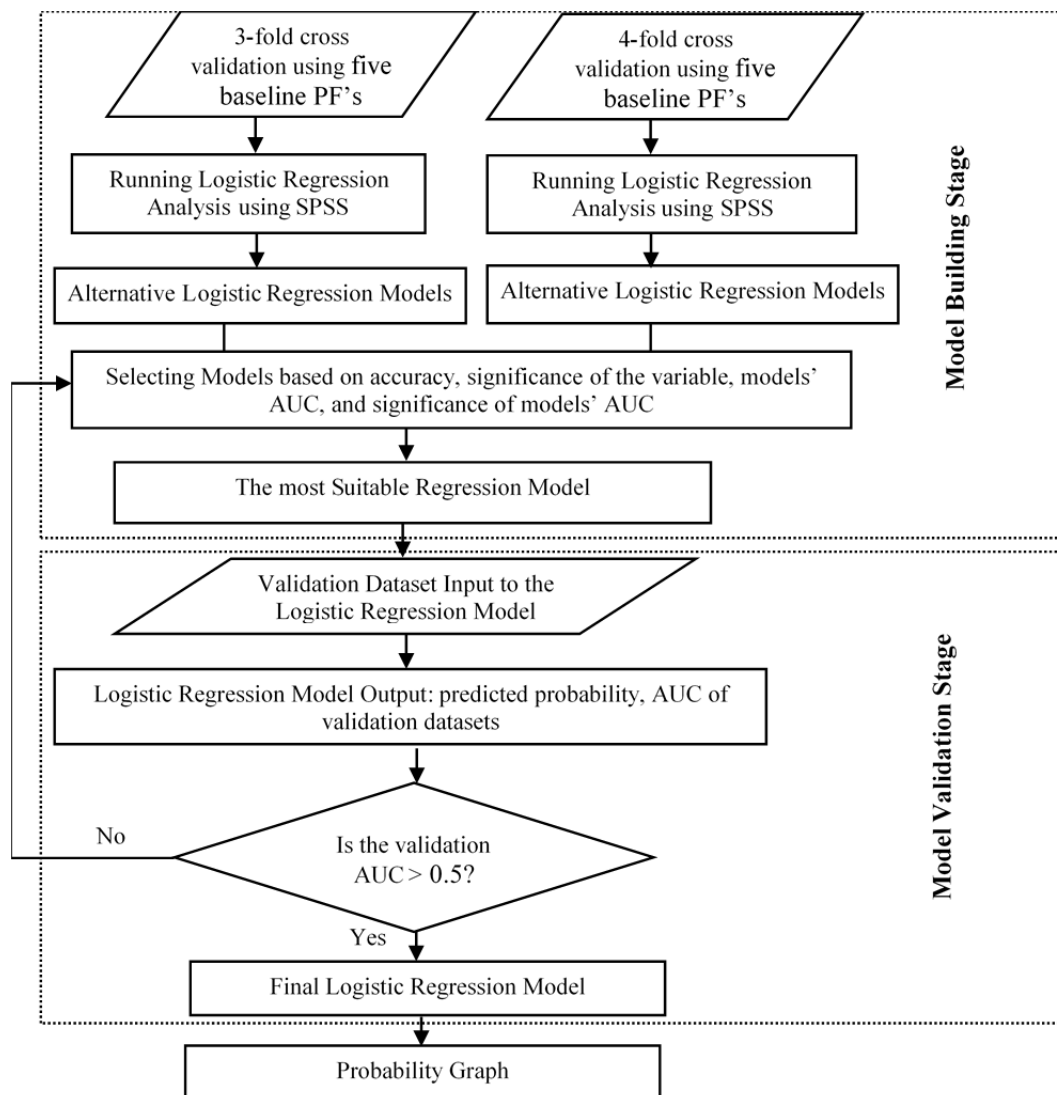 3-fold cross
validation using five
baseline PF's
4-fold cross
validation using five
baseline PF's
Running Logistic Regression
Analysis using SPSS
Running Logistic Regression
Analysis using SPSS
Alternative Logistic Regression Models
Alternative Logistic Regression Models
Selecting Models based on accuracy, significance of the variable, models'
AUC, and significance of models' AUC
The most Suitable Regression Model
Model Building Stage
Validation Dataset Input to the
Logistic Regression Model
Logistic Regression Model Output: predicted probability, AUC of
validation datasets
No
Is the validation
AUC > 0.5?
Yes
Final Logistic Regression Model
Model Validation Stage
Probability Graph